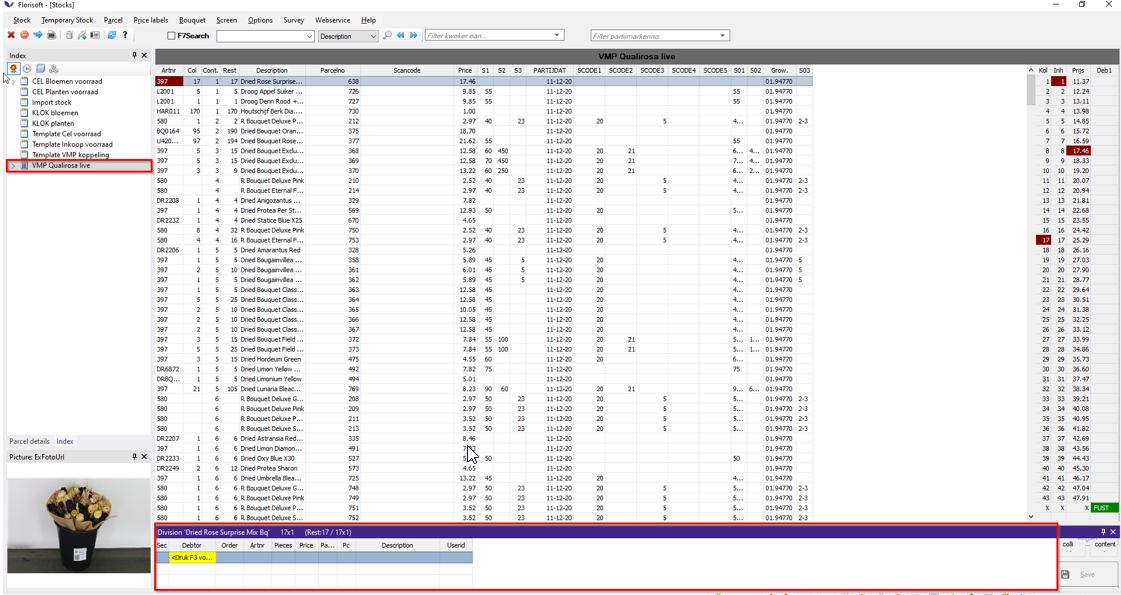 Florisoft - [Stocks]
Stock Temporary Stock Parcel Price labels Bouquet Screen Options Survey Webservice Help
F7Search Description Filter kweker ean... Filter partijmarkering...
Index VMP Qualirosa live
CEL Bloemen voorraad
CEL Planten voorraad
Import stock
KLOK bloemen
KLOK planten
Template Cel voorraad
Template Inkoop voorraad
Template VMP koppeling
VMP Qualirosa live
Parcel details Index
Picture: ExFotoUrl
Artnr Col Cont. Rest Description Parcelno Scancode Price S1 S2 S3 PARTIJDAT SCODE1 SCODE2 SCODE3 SCODE4 SCODE5 S01 S02 Grow. S03
397 17 1 17 Dried Rose Surprise... 638 17.46 11-12-20 01.94770
L2001 5 1 5 Droog Appel Suker ... 726 9.85 55 11-12-20 55 01.94770
L2001 1 1 1 Droog Denn Rood +... 727 9.85 55 11-12-20 55 01.94770
HAR011 170 1 170 Houtschijf Berk Dia... 730 1.00 11-12-20 01.94770
580 1 2 2 R Bouquet Deluxe P... 212 2.97 40 23 11-12-20 20 5 4... 01.94770 2-3
BQ0164 95 2 190 Dried Bouquet Oran... 375 18.70 11-12-20 01.94770
U420... 97 2 194 Dried Bouquet Rose... 377 21.62 55 11-12-20 55 01.94770
397 5 3 15 Dried Bouquet Exclu... 368 12.58 60 450 11-12-20 20 21 6... 4... 01.94770
397 5 3 15 Dried Bouquet Exclu... 369 12.58 70 450 11-12-20 20 21 7... 4... 01.94770
397 3 3 9 Dried Bouquet Exclu... 370 13.22 60 250 11-12-20 20 21 6... 2... 01.94770
580 4 R Bouquet Deluxe Pink 210 2.52 40 23 11-12-20 20 5 4... 01.94770 2-3
580 4 R Bouquet Eternal F... 214 2.97 40 23 11-12-20 20 5 4... 01.94770 2-3
DR2208 1 4 4 Dried Anigozantus ... 329 7.82 11-12-20 01.94770
397 1 4 4 Dried Protea Per St... 569 12.93 50 11-12-20 20 5... 01.94770
DR2232 1 4 4 Dried Statice Blue X25 670 4.65 11-12-20 01.94770
580 8 4 32 R Bouquet Deluxe Pink 750 2.52 40 23 11-12-20 20 5 4... 01.94770 2-3
580 4 4 16 R Bouquet Eternal F... 753 2.97 40 23 11-12-20 20 5 4... 01.94770 2-3
DR2206 1 5 5 Dried Amarantus Red 328 5.26 11-12-20 01.94770
397 1 5 5 Dried Bougainvillea ... 358 5.89 45 5 11-12-20 20 4... 01.94770 5
397 2 5 10 Dried Bougainvillea ... 361 6.01 45 5 11-12-20 20 4... 01.94770 5
397 1 5 5 Dried Bougainvillea ... 362 5.89 45 5 11-12-20 20 4... 01.94770 5
397 1 5 5 Dried Bouquet Class... 363 12.58 45 11-12-20 20 4... 01.94770
397 5 5 25 Dried Bouquet Class... 364 12.58 45 11-12-20 20 4... 01.94770
397 2 5 10 Dried Bouquet Class... 365 10.05 45 11-12-20 20 4... 01.94770
397 2 5 10 Dried Bouquet Class... 366 12.58 45 11-12-20 20 4... 01.94770
397 2 5 10 Dried Bouquet Class... 367 12.58 45 11-12-20 20 4... 01.94770
397 3 5 15 Dried Bouquet Field ... 372 7.84 55 100 11-12-20 20 21 5... 1... 01.94770
397 5 5 25 Dried Bouquet Field ... 373 7.84 55 100 11-12-20 20 21 5... 1... 01.94770
397 3 5 15 Dried Hordeum Green 475 4.55 60 11-12-20 20 6... 01.94770
DR6872 1 5 5 Dried Limon Yellow ... 492 7.82 75 11-12-20 75 01.94770
DRBQ... 1 5 5 Dried Limonium Yellow 494 5.01 11-12-20 01.94770
397 21 5 105 Dried Lunaria Bleac... 769 8.23 90 60 11-12-20 20 21 9... 6... 01.94770
580 6 R Bouquet Deluxe G... 208 2.97 50 23 11-12-20 20 5 5... 01.94770 2-3
580 6 R Bouquet Deluxe Pink 209 2.97 50 23 11-12-20 20 5 5... 01.94770 2-3
580 6 R Bouquet Deluxe P... 211 3.52 50 23 11-12-20 20 5 5... 01.94770 2-3
580 6 R Bouquet Deluxe S... 213 3.52 50 23 11-12-20 20 5 5... 01.94770 2-3
DR2207 1 6 6 Dried Astransia Red... 335 8.46 11-12-20 01.94770
397 1 6 6 Dried Limon Diamon... 491 11-12-20 01.94770
DR2233 1 6 6 Dried Oxy Blue X30 527 50 11-12-20 50 01.94770
DR2249 2 6 12 Dried Protea Sharon 573 4.65 11-12-20 01.94770
397 1 6 6 Dried Umbrella Blea... 725 13.22 45 11-12-20 20 4... 01.94770
580 1 6 6 R Bouquet Deluxe G... 748 2.97 50 23 11-12-20 20 5 5... 01.94770 2-3
580 1 6 6 R Bouquet Deluxe Pink 749 2.97 50 23 11-12-20 20 5 5... 01.94770 2-3
580 1 6 6 R Bouquet Deluxe P... 751 3.52 50 23 11-12-20 20 5 5... 01.94770 2-3
580 1 6 6 R Bouquet Deluxe S... 752 3.52 50 23 11-12-20 20 5 5... 01.94770 2-3
Kol Inh Prijs Deb1
1 1 11.37
2 2 12.24
3 3 13.11
4 4 13.98
5 5 14.85
6 6 15.72
7 7 16.59
8 8 17.46
9 9 18.33
10 10 19.20
11 11 20.07
12 12 20.94
13 13 21.81
14 14 22.68
15 15 23.55
16 16 24.42
17 17 25.29
18 18 26.16
19 19 27.03
20 20 27.90
21 21 28.77
22 22 29.64
23 23 30.51
24 24 31.38
25 25 32.25
26 26 33.12
27 27 33.99
28 28 34.86
29 29 35.73
30 30 36.60
31 31 37.47
32 32 38.34
33 33 39.21
34 34 40.08
35 35 40.95
36 36 41.82
37 37 42.69
38 38 43.56
39 39 44.43
40 40 45.30
41 41 46.17
42 42 47.04
43 43 47.91
X X X FUST
Division 'Dried Rose Surprise Mix Bq' 17x1 (Rest:17 / 17x1)
Sec Debtor Order Artnr Pieces Price Pa... Pc Description Userid
<Druk F3 vo...
colli content
Save